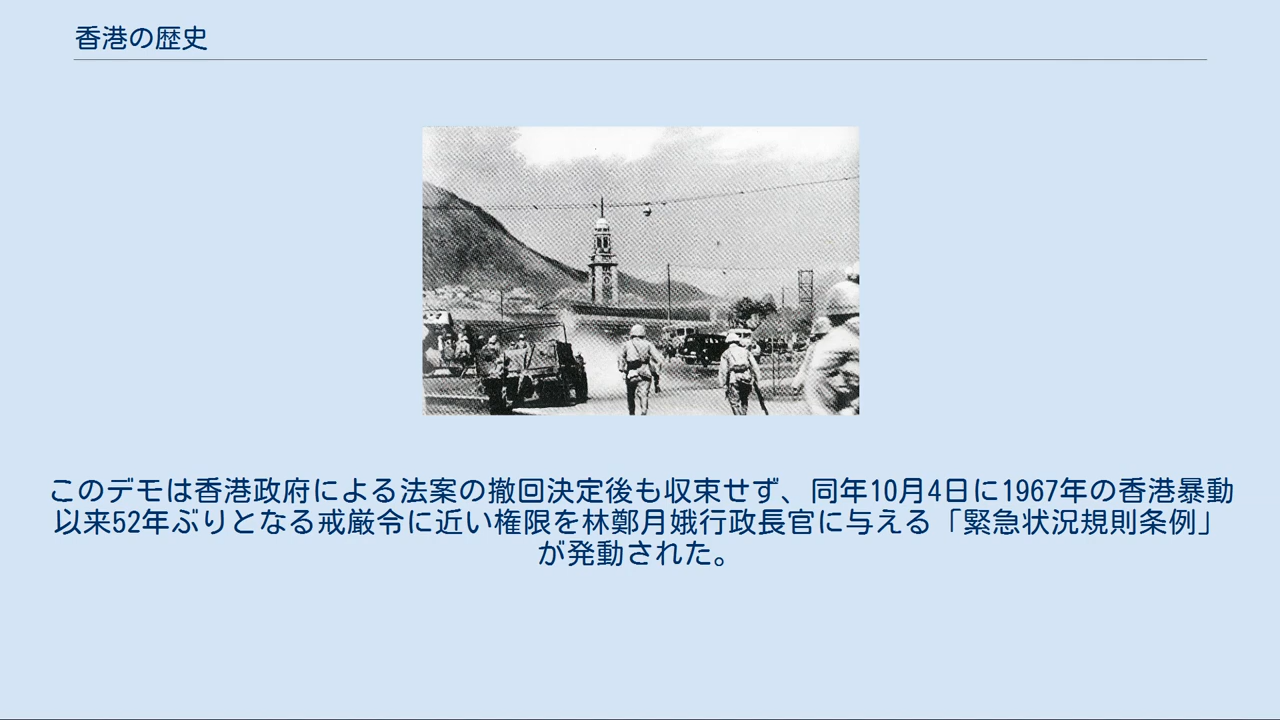 香港の歴史
このデモは香港政府による法案の撤回決定後も収束せず、同年10月4日に1967年の香港暴動
以来52年ぶりとなる戒厳令に近い権限を林鄭月娥行政長官に与える「緊急状況規則条例」
が発動された。